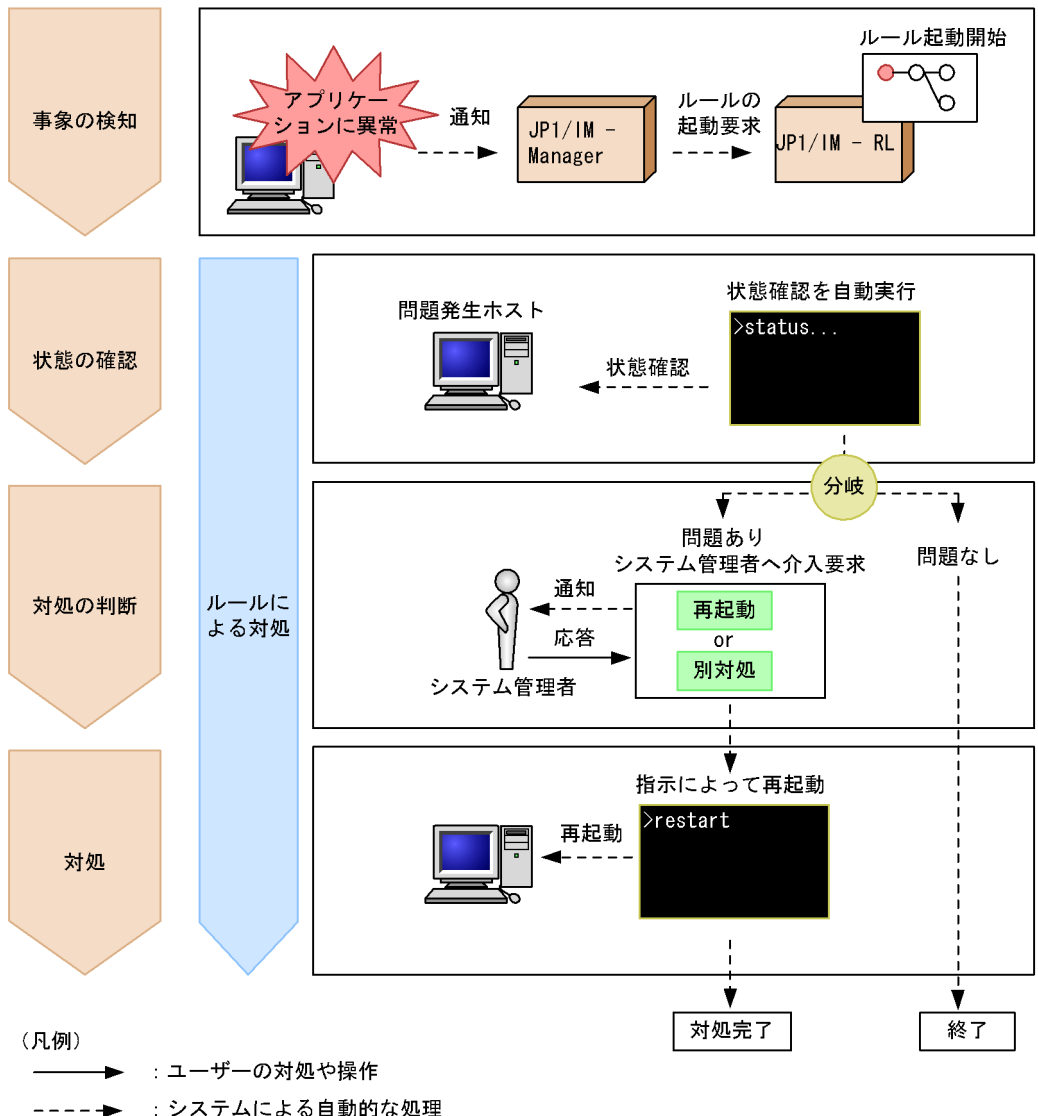 事象の検知
アプリケー
ションに異常
通知
JP1/IM -
Manager
ルールの
起動要求
ルール起動開始
JP1/IM - RL
状態の確認
問題発生ホスト
状態確認
状態確認を自動実行
>status...
分岐
対処の判断
ルールに
よる対処
問題あり
システム管理者へ介入要求
問題なし
通知
応答
システム管理者
再起動
or
別対処
対処
指示によって再起動
再起動
>restart
対処完了
終了
(凡例)
: ユーザーの対処や操作
: システムによる自動的な処理